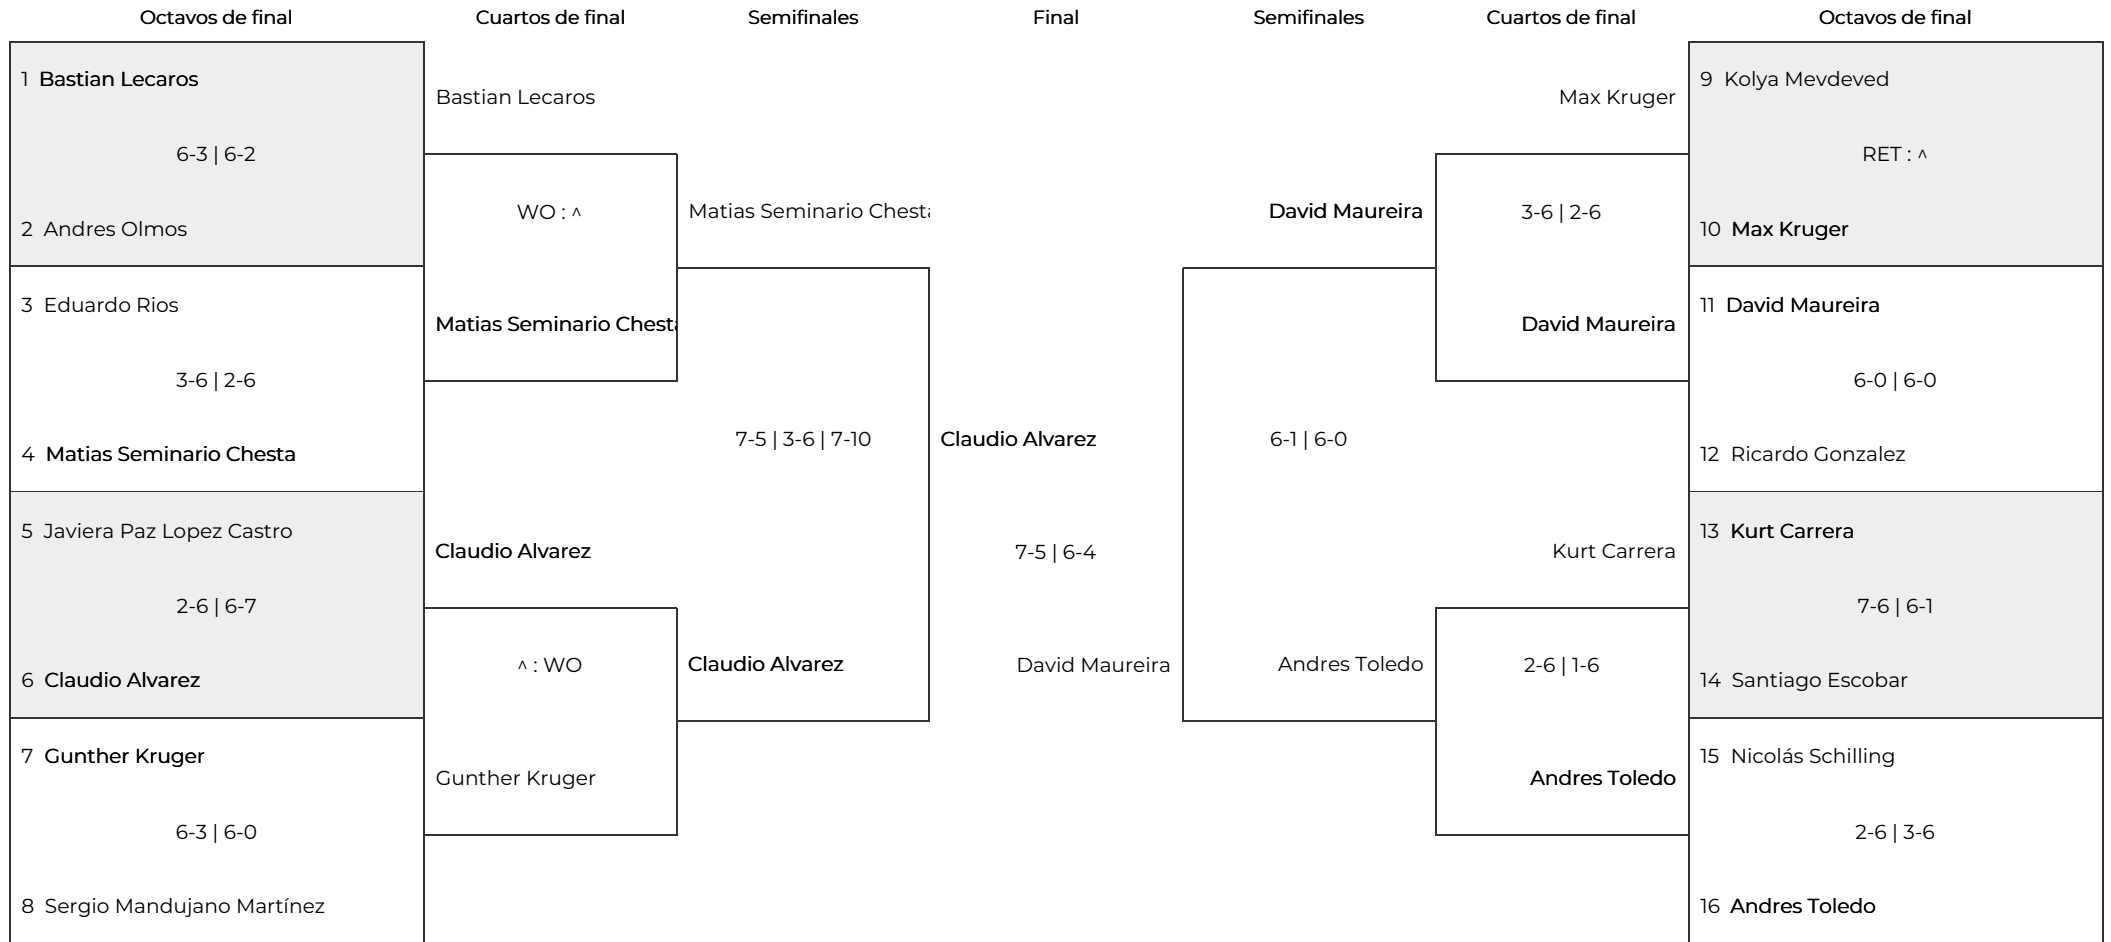 Octavos de final
Cuartos de final
Semifinales
Final
Semifinales
Cuartos de final
Octavos de final
1 Bastian Lecaros
6-3 | 6-2
2 Andres Olmos
3 Eduardo Rios
3-6 | 2-6
4 Matias Seminario Chesta
5 Javiera Paz Lopez Castro
2-6 | 6-7
6 Claudio Alvarez
7 Gunther Kruger
6-3 | 6-0
8 Sergio Mandujano Martínez
Bastian Lecaros
WO : ^
Matias Seminario Chesta
Claudio Alvarez
^ : WO
Gunther Kruger
Matias Seminario Chesta
7-5 | 3-6 | 7-10
Claudio Alvarez
Claudio Alvarez
7-5 | 6-4
David Maureira
David Maureira
6-1 | 6-0
Andres Toledo
Max Kruger
3-6 | 2-6
David Maureira
Kurt Carrera
2-6 | 1-6
Andres Toledo
9 Kolya Mevdeved
RET : ^
10 Max Kruger
11 David Maureira
6-0 | 6-0
12 Ricardo Gonzalez
13 Kurt Carrera
7-6 | 6-1
14 Santiago Escobar
15 Nicolás Schilling
2-6 | 3-6
16 Andres Toledo